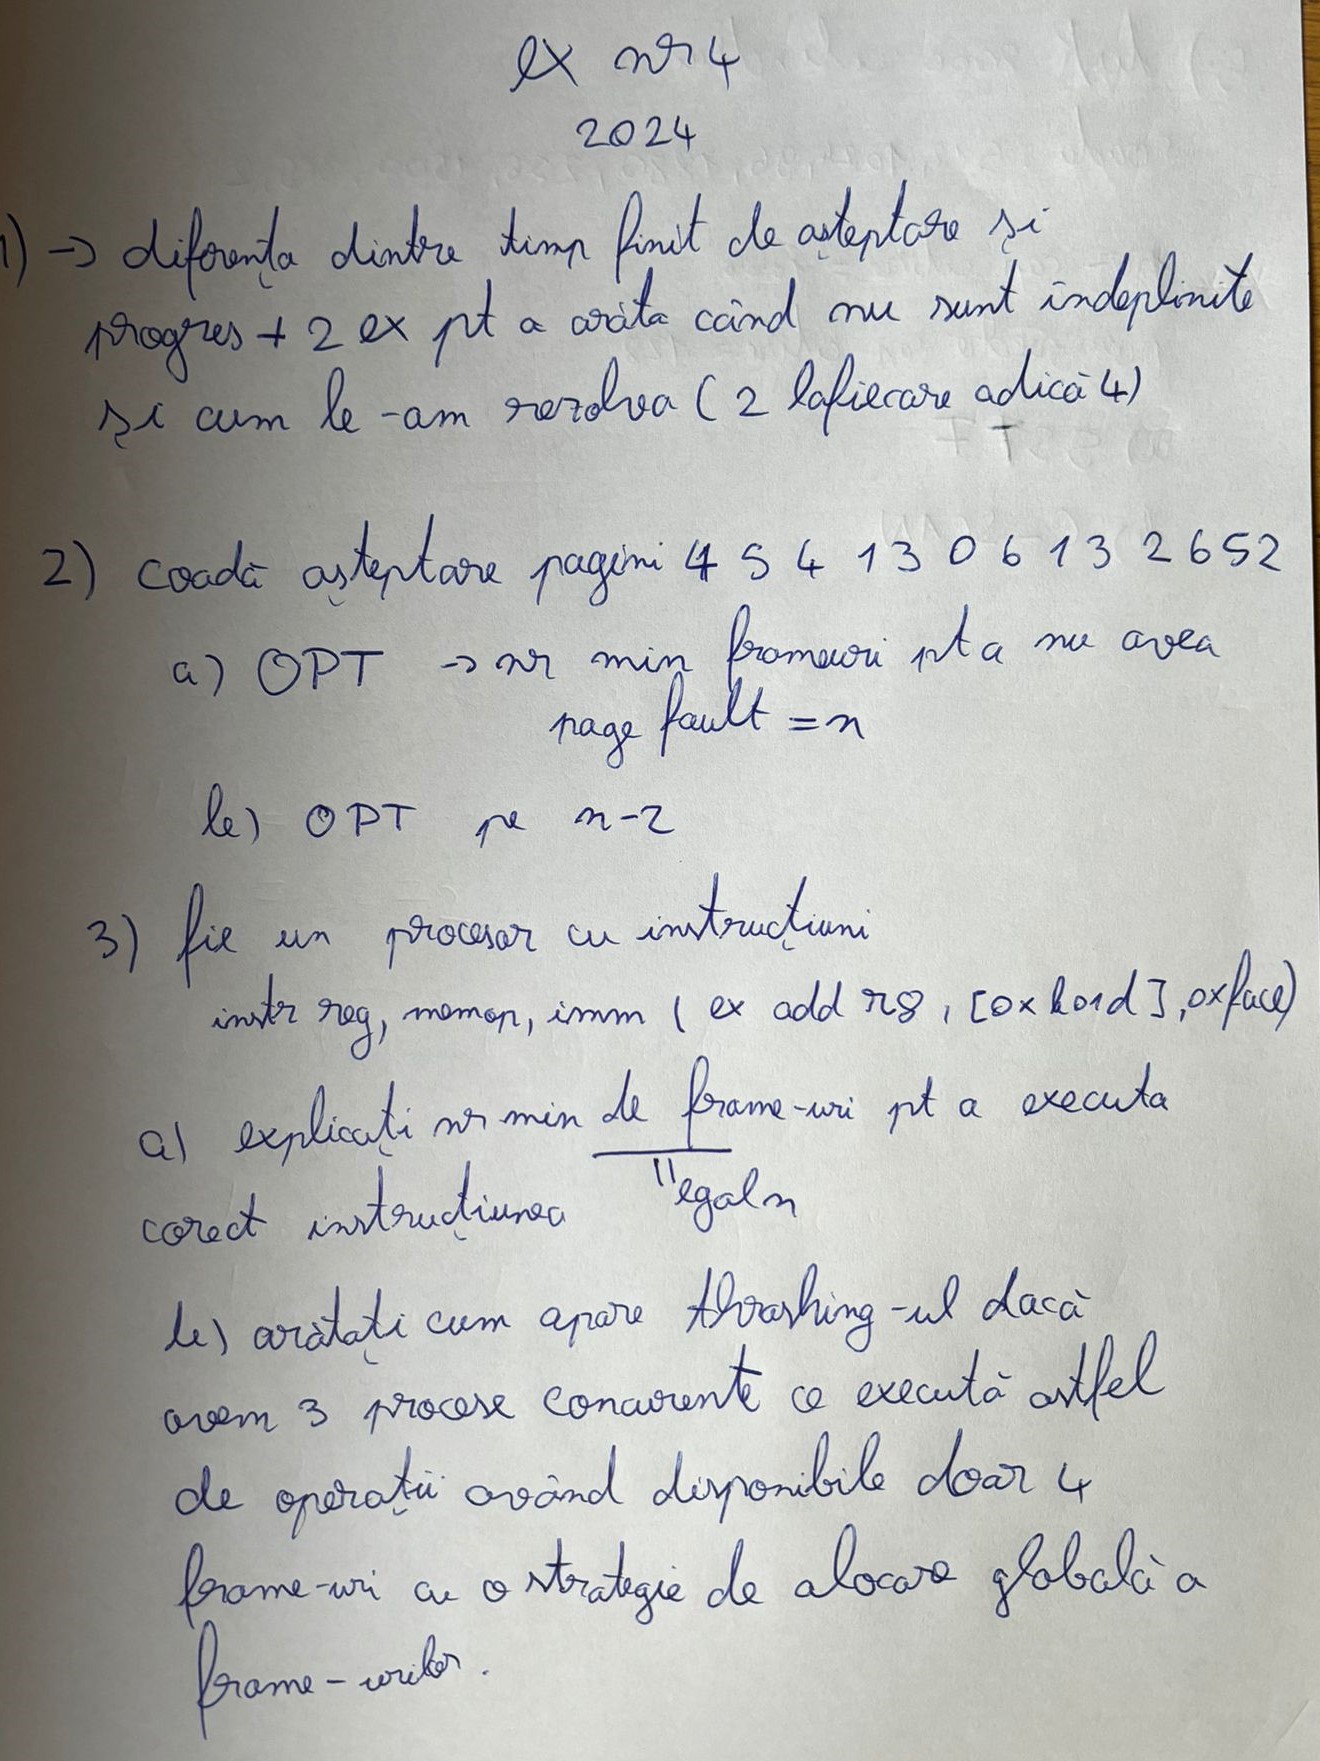 ex nr 4
2024
1) → diferența dintre timp finit de așteptare și
progres + 2 ex pt a arăta când nu sunt îndeplinite
și cum le-am rezolva ( 2 lafiecare adică 4)
2) coadă așteptare pagini 4 5 4 1 3 0 6 1 3 2 6 5 2
a) OPT → nr min frameuri pt a nu avea
page fault = n
b) OPT pe n-2
3) fie un procesor cu instrucțiuni
instr reg, memop, imm ( ex add r8, [0xb01d], 0xface)
a) explicați nr min de frame-uri pt a executa
egal n
corect instrucțiunea
b) arătați cum apare thrashing-ul dacă
avem 3 procese concurente ce execută astfel
de operații având disponibile doar 4
frame-uri cu o strategie de alocare globală a
frame-urilor.